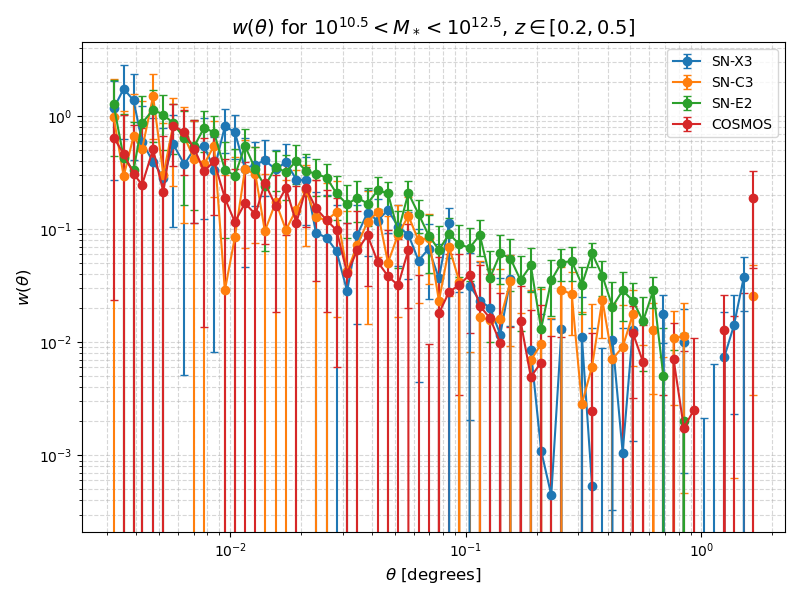 w(θ) for 10^10.5 < M_* < 10^12.5, z ∈ [0.2, 0.5]
SN-X3
SN-C3
SN-E2
COSMOS
w(θ)
10^0
10^−1
10^−2
10^−3
10^−2
10^−1
10^0
θ [degrees]